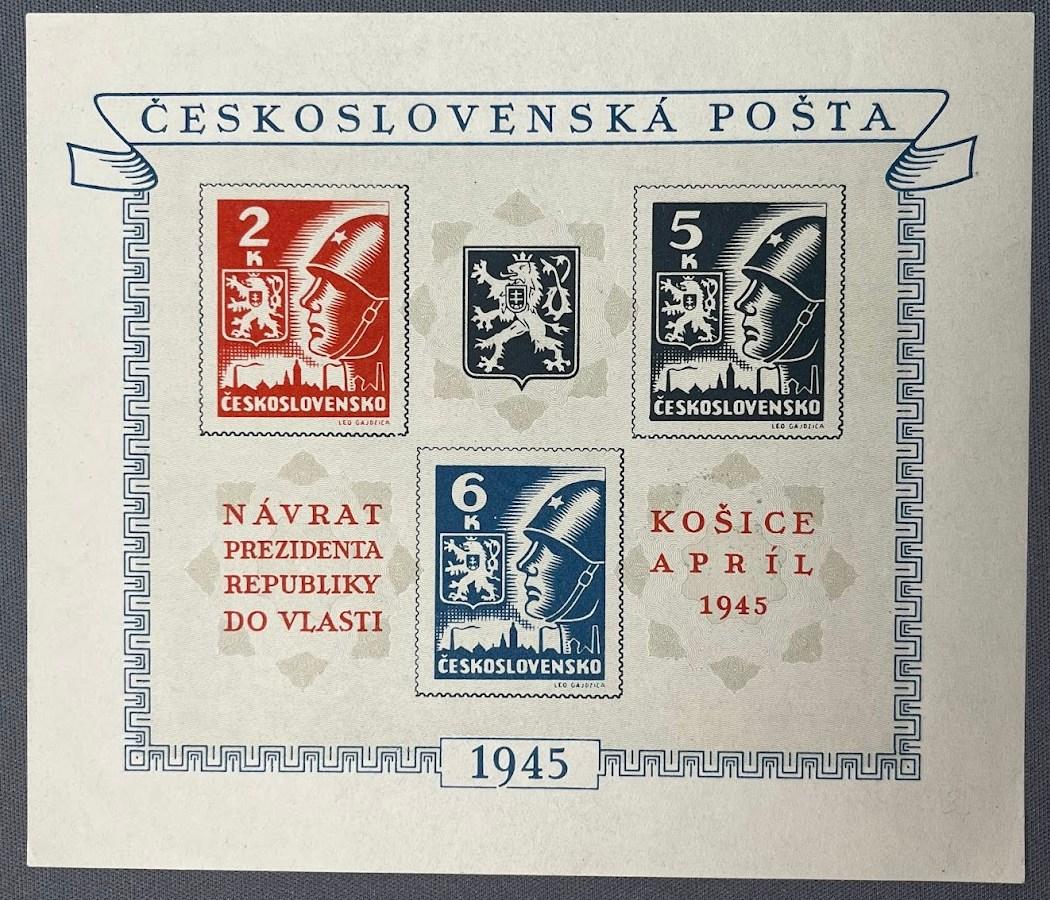 ČESKOSLOVENSKÁ POŠTA
2
K
ČESKOSLOVENSKO
LEO GAJDZICA
5
K
ČESKOSLOVENSKO
LEO GAJDZICA
NÁVRAT
PREZIDENTA
REPUBLIKY
DO VLASTI
6
K
ČESKOSLOVENSKO
LEO GAJDZICA
KOŠICE
APRÍL
1945
1945